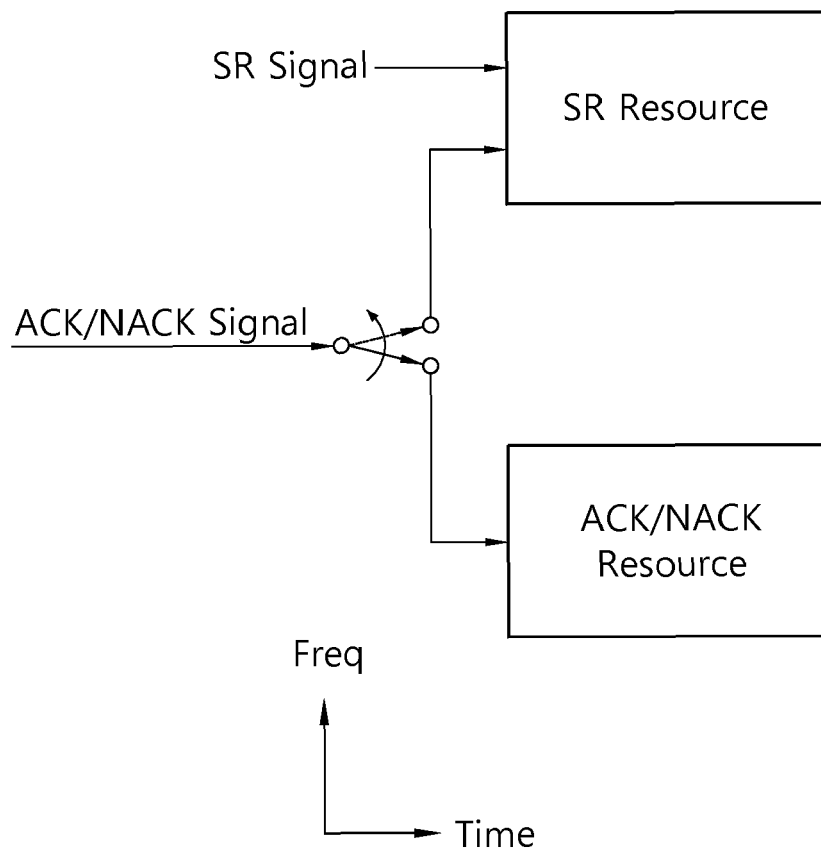 SR Signal
SR Resource
ACK/NACK Signal
ACK/NACK
Resource
Freq
Time